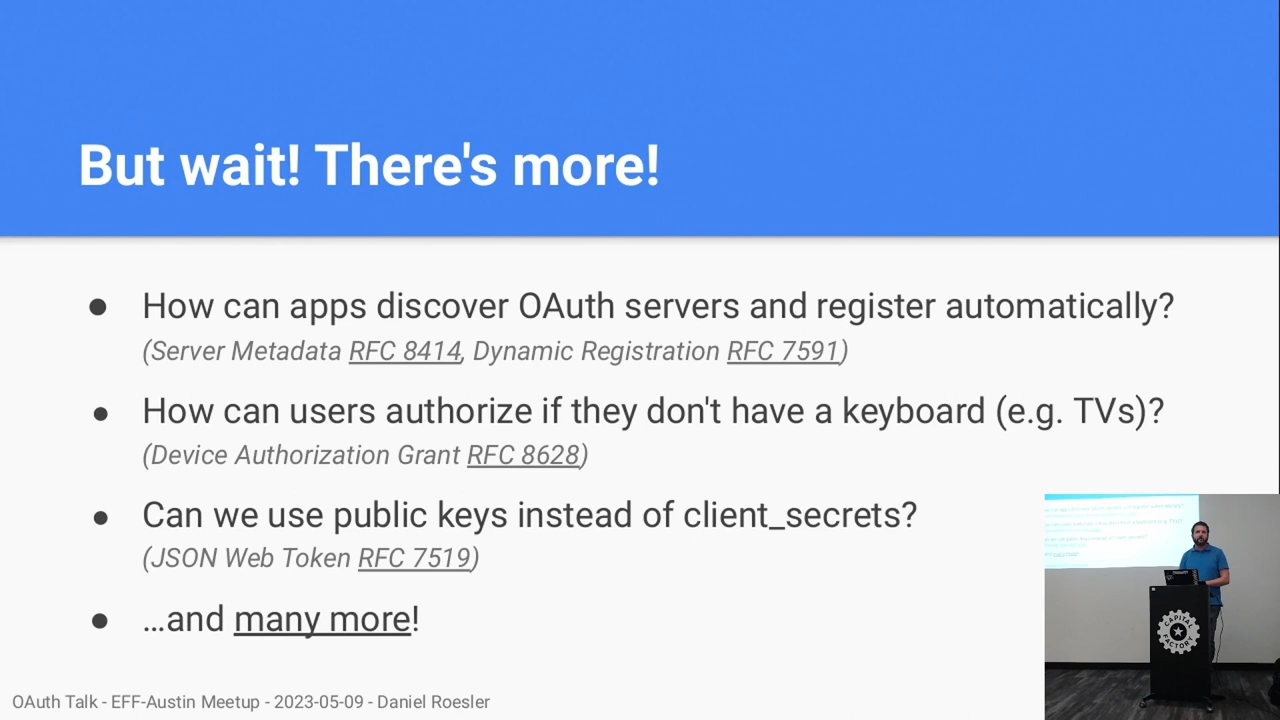 But wait! There's more!
● How can apps discover OAuth servers and register automatically?
(Server Metadata RFC 8414, Dynamic Registration RFC 7591)
● How can users authorize if they don't have a keyboard (e.g. TVs)?
(Device Authorization Grant RFC 8628)
● Can we use public keys instead of client_secrets?
(JSON Web Token RFC 7519)
● …and many more!
CAPITAL
FACTORY
OAuth Talk - EFF-Austin Meetup - 2023-05-09 - Daniel Roesler